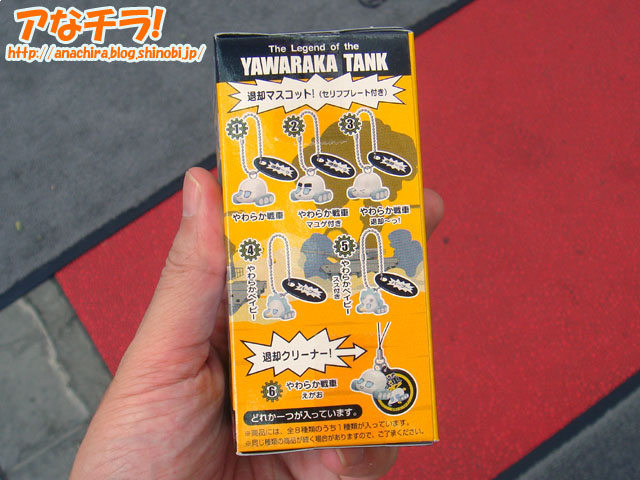 アなチラ!
http://anachira.blog.shinobi.jp/
The Legend of the
YAWARAKA TANK
退却マスコット!(セリフプレート付き)
1
2
3
やわらか戦車
やわらか戦車
マユゲ付き
やわらか戦車
退却〜っ!
4
やわらかベイビー
5
やわらかベイビー
スス付き
退却クリーナー!
6
やわらか戦車
えがお
どれか一つが入っています。
※商品には、全8種類のうち1種類が入っています。
※同じ種類の商品が続く場合がありますので、ご了承ください。